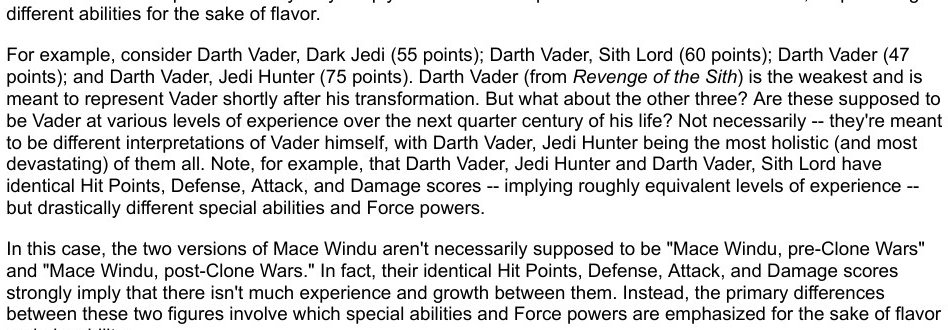 different abilities for the sake of flavor.
For example, consider Darth Vader, Dark Jedi (55 points); Darth Vader, Sith Lord (60 points); Darth Vader (47
points); and Darth Vader, Jedi Hunter (75 points). Darth Vader (from Revenge of the Sith) is the weakest and is
meant to represent Vader shortly after his transformation. But what about the other three? Are these supposed to
be Vader at various levels of experience over the next quarter century of his life? Not necessarily -- they're meant
to be different interpretations of Vader himself, with Darth Vader, Jedi Hunter being the most holistic (and most
devastating) of them all. Note, for example, that Darth Vader, Jedi Hunter and Darth Vader, Sith Lord have
identical Hit Points, Defense, Attack, and Damage scores -- implying roughly equivalent levels of experience --
but drastically different special abilities and Force powers.
In this case, the two versions of Mace Windu aren't necessarily supposed to be "Mace Windu, pre-Clone Wars"
and "Mace Windu, post-Clone Wars." In fact, their identical Hit Points, Defense, Attack, and Damage scores
strongly imply that there isn't much experience and growth between them. Instead, the primary differences
between these two figures involve which special abilities and Force powers are emphasized for the sake of flavor